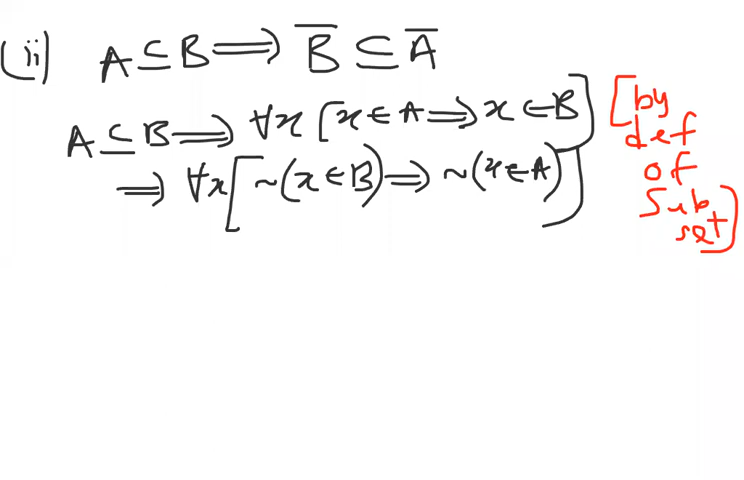 (ii) A ⊆ B ⟹ B̅ ⊆ A̅
A ⊆ B ⟹ ∀x [x ∈ A ⟹ x ∈ B]
⟹ ∀x [~(x ∈ B) ⟹ ~(x ∈ A)]
[by
def
of
Sub
set]